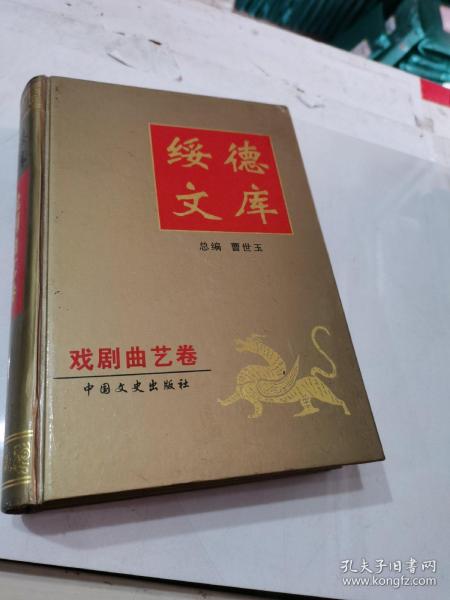 绥德
文库
总编 曹世玉
戏剧曲艺卷
中国文史出版社
孔夫子旧书网
www.kongfz.com